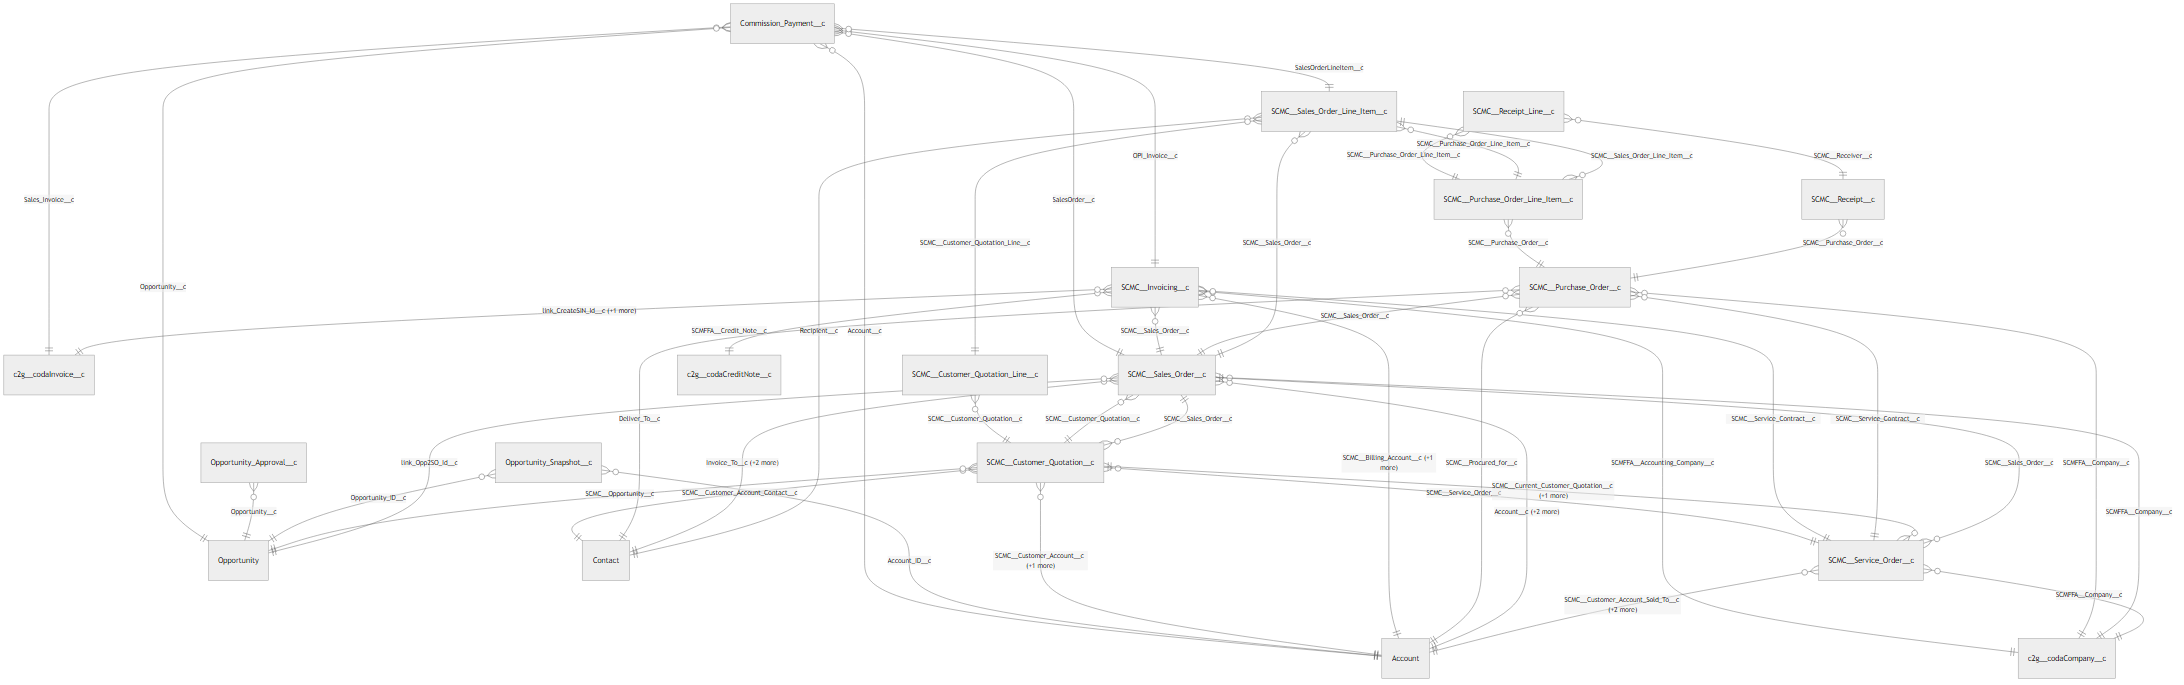 Commission_Payment__c
SalesOrderLineItem__c
SCMC__Sales_Order_Line_Item__c
SCMC__Receipt_Line__c
SCMC__Purchase_Order_Line_Item__c
OPI_Invoice__c
SCMC__Purchase_Order_Line_Item__c
SCMC__Sales_Order_Line_Item__c
SCMC__Receiver__c
Sales_Invoice__c
SalesOrder__c
SCMC__Purchase_Order_Line_Item__c
SCMC__Receipt__c
SCMC__Customer_Quotation_Line__c
SCMC__Sales_Order__c
SCMC__Purchase_Order__c
SCMC__Purchase_Order__c
Opportunity__c
SCMC__Invoicing__c
SCMC__Purchase_Order__c
link_CreateSIN_Id__c (+1 more)
SCMFFA__Credit_Note__c
Recipient__c
Account__c
SCMC__Sales_Order__c
SCMC__Sales_Order__c
c2g__codaInvoice__c
c2g__codaCreditNote__c
SCMC__Customer_Quotation_Line__c
SCMC__Sales_Order__c
Deliver_To__c
SCMC__Customer_Quotation__c
SCMC__Customer_Quotation__c
SCMC__Sales_Order__c
SCMC__Service_Contract__c
SCMC__Service_Contract__c
Opportunity_Approval__c
Opportunity_Snapshot__c
link_Opp2SO_Id__c
Invoice_To__c (+2 more)
SCMC__Customer_Quotation__c
SCMC__Billing_Account__c (+1
more)
SCMC__Procured_for__c
SCMFFA__Accounting_Company__c
SCMC__Sales_Order__c
SCMFFA__Company__c
Opportunity_ID__c
SCMC__Opportunity__c
SCMC__Customer_Account_Contact__c
SCMC__Service_Order__c
SCMC__Current_Customer_Quotation__c
(+1 more)
Opportunity__c
Account__c (+2 more)
SCMFFA__Company__c
Opportunity
Contact
Account_ID__c
SCMC__Customer_Account__c
(+1 more)
SCMC__Service_Order__c
SCMC__Customer_Account_Sold_To__c
(+2 more)
SCMFFA__Company__c
Account
c2g__codaCompany__c